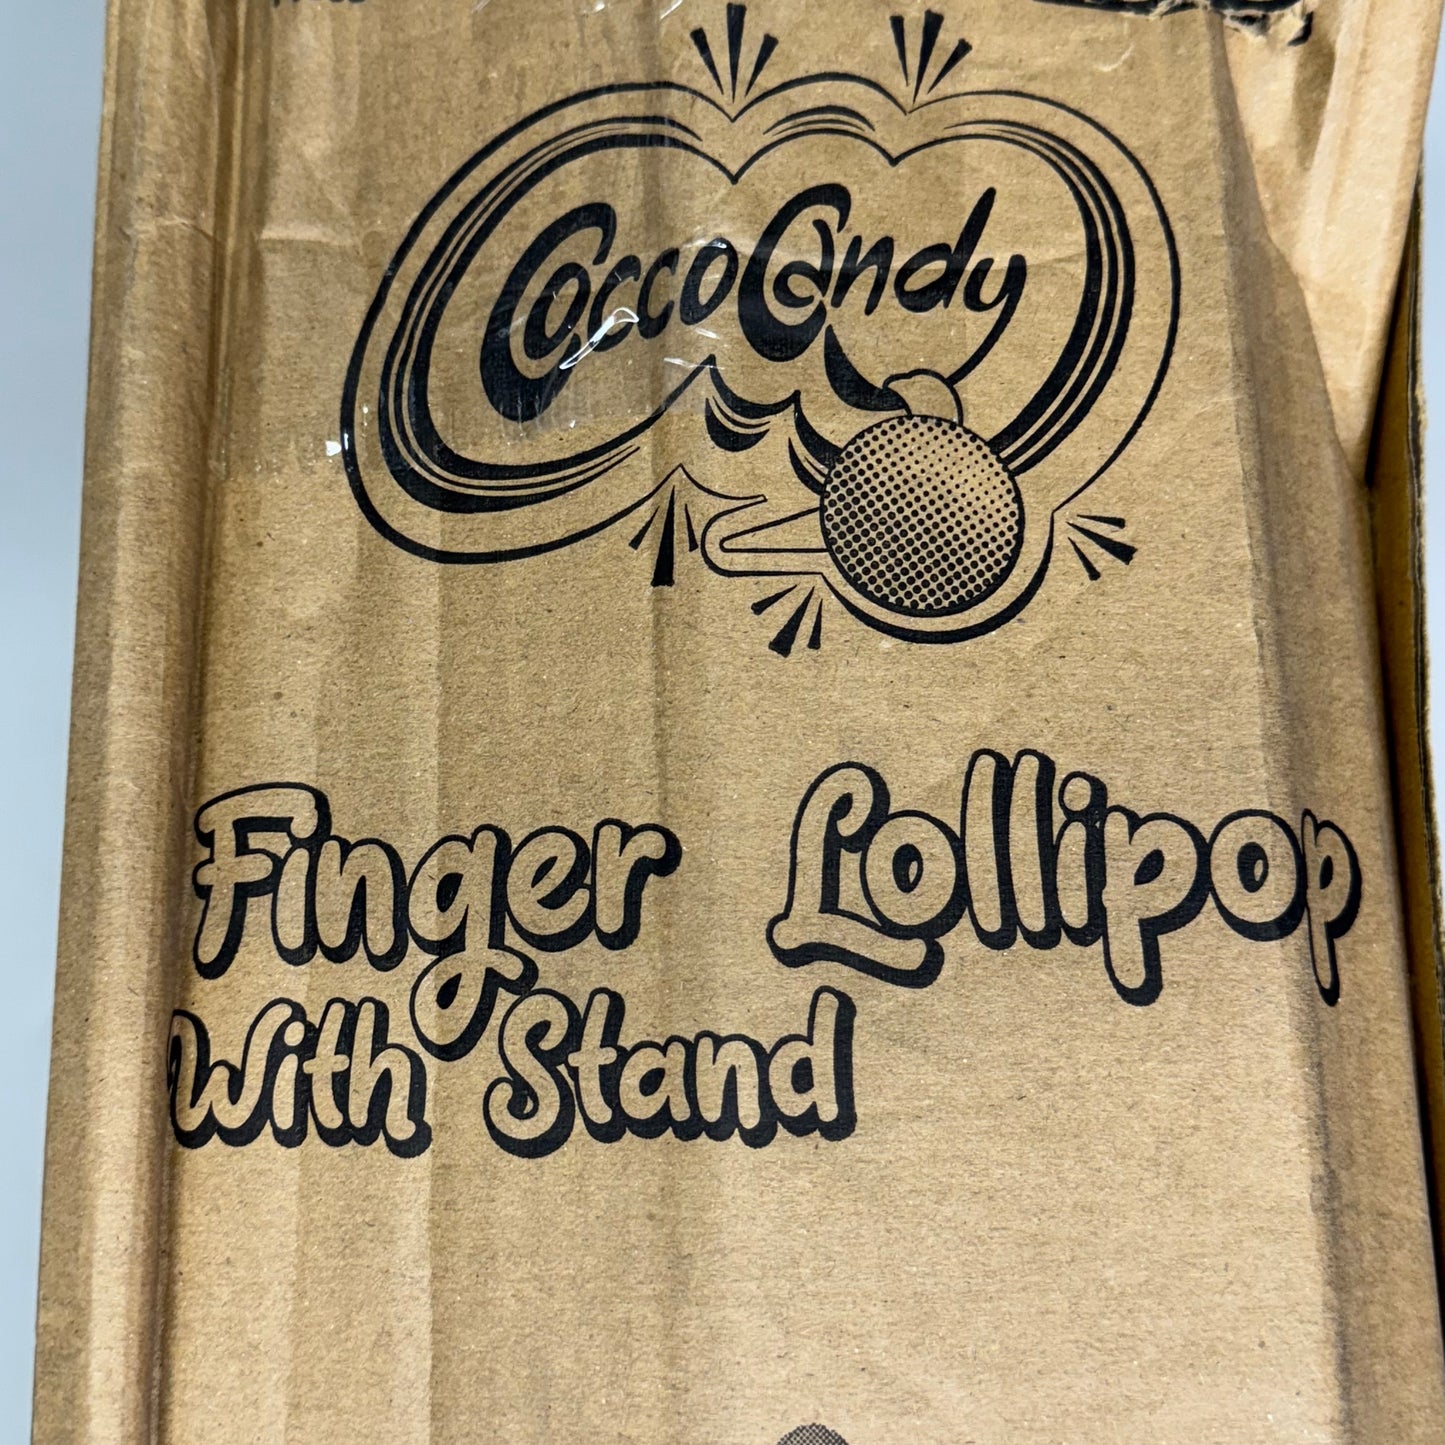 CoccoCandy
Finger Lollipop
With Stand